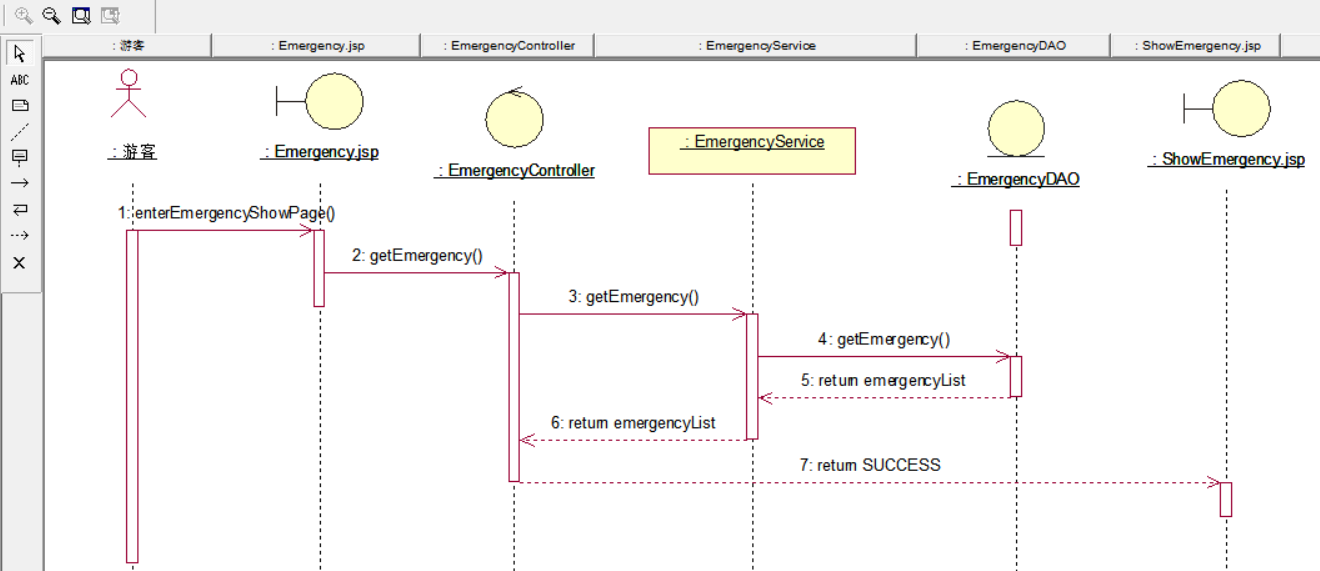 : 游客
: Emergency.jsp
: EmergencyController
: EmergencyService
: EmergencyDAO
: ShowEmergency.jsp
ABC
: 游客
: Emergency.jsp
: EmergencyController
: EmergencyService
: EmergencyDAO
: ShowEmergency.jsp
1: enterEmergencyShowPage()
2: getEmergency()
3: getEmergency()
4: getEmergency()
5: return emergencyList
6: return emergencyList
7: return SUCCESS